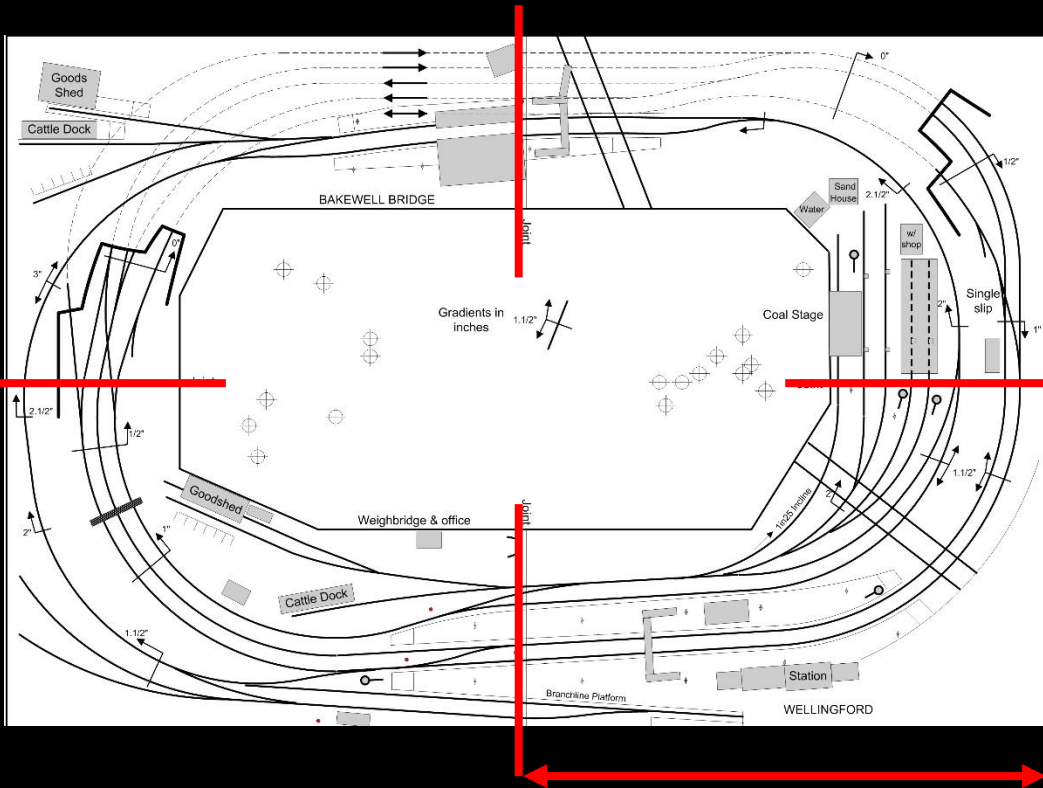 0"
Goods
Shed
Cattle Dock
1/2"
BAKEWELL BRIDGE
Sand
House
2.1/2"
Water
Joint
w/
shop
0"
3"
Gradients in
inches
1.1/2"
Coal Stage
2"
Single
slip
1"
2.1/2"
1/2"
1.1/2"
Goodshed
2"
1in25 Incline
Weighbridge & office
Joint
2"
1"
Cattle Dock
1.1/2"
Station
Branchline Platform
WELLINGFORD